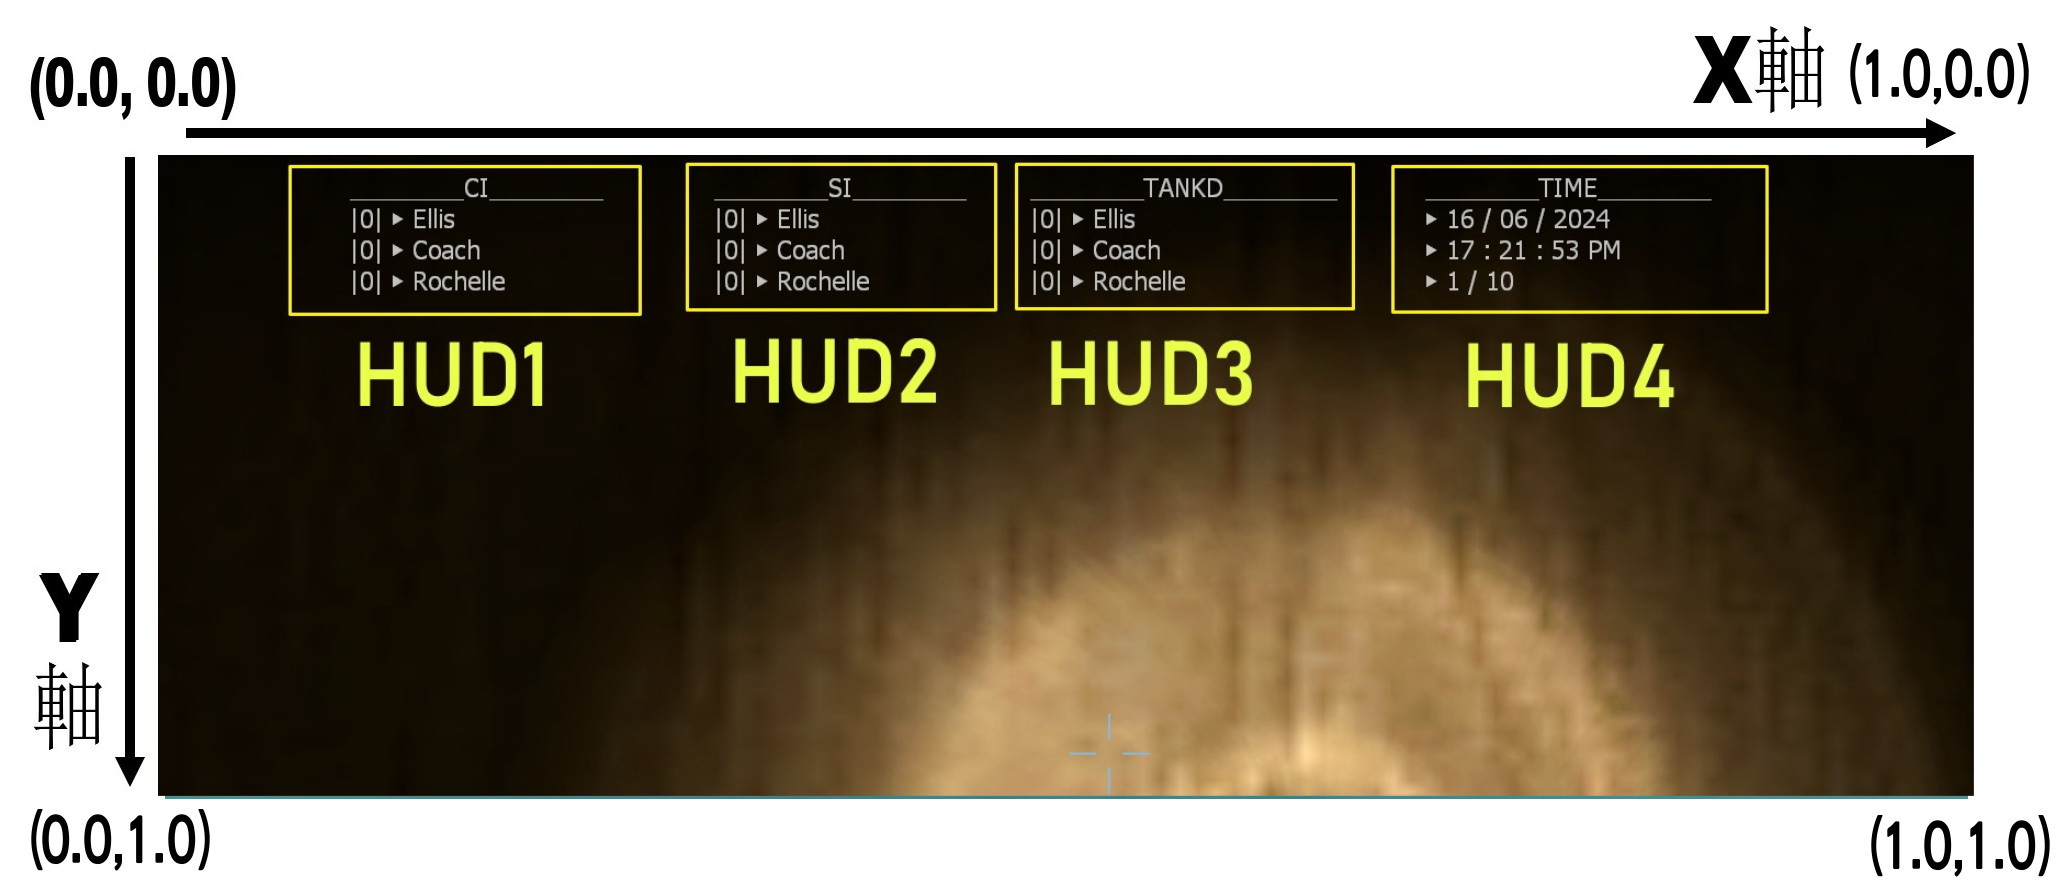 (0.0, 0.0)
X軸 (1.0,0.0)
________CI________
|0| ▸ Ellis
|0| ▸ Coach
|0| ▸ Rochelle
HUD1
________SI________
|0| ▸ Ellis
|0| ▸ Coach
|0| ▸ Rochelle
HUD2
________TANKD________
|0| ▸ Ellis
|0| ▸ Coach
|0| ▸ Rochelle
HUD3
________TIME________
▸ 16 / 06 / 2024
▸ 17 : 21 : 53 PM
▸ 1 / 10
HUD4
Y
軸
(0.0,1.0)
(1.0,1.0)